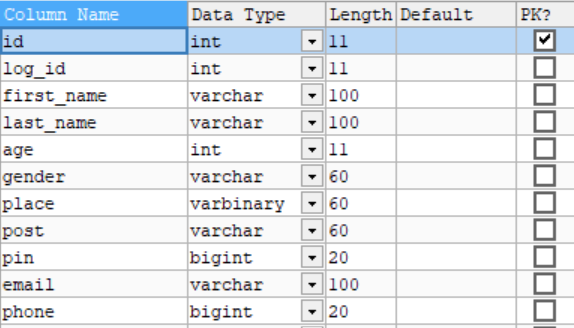 Column Name Data Type Length Default PK?
id int 11
log_id int 11
first_name varchar 100
last_name varchar 100
age int 11
gender varchar 60
place varbinary 60
post varchar 60
pin bigint 20
email varchar 100
phone bigint 20